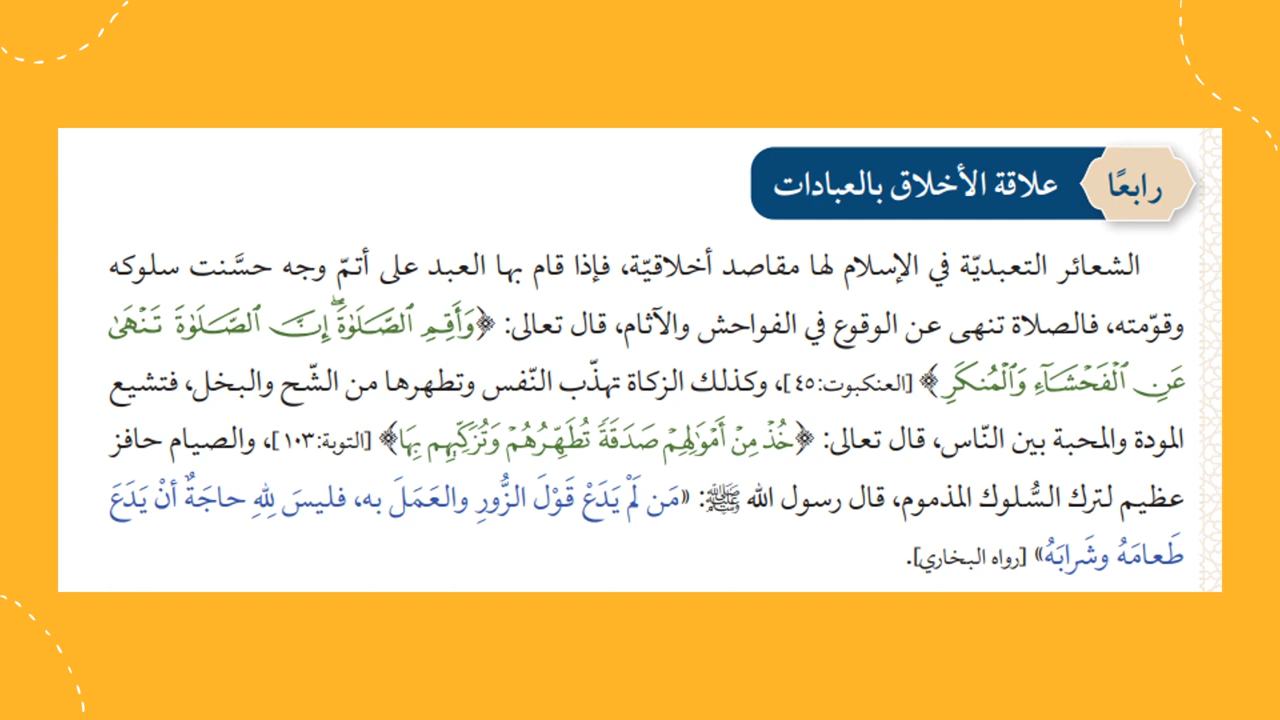 رابعًا علاقة الأخلاق بالعبادات
الشعائر التعبديّة في الإسلام لها مقاصد أخلاقيّة، فإذا قام بها العبد على أتمّ وجه حسَّنت سلوكه
وقوّمته، فالصلاة تنهى عن الوقوع في الفواحش والآثام، قال تعالى: ﴿وَأَقِمِ ٱلصَّلَوٰةَۖ إِنَّ ٱلصَّلَوٰةَ تَنْهَىٰ
عَنِ ٱلْفَحْشَآءِ وَٱلْمُنكَرِ﴾ [العنكبوت:٤٥]، وكذلك الزكاة تهذّب النّفس وتطهرها من الشّح والبخل، فتشيع
المودة والمحبة بين النّاس، قال تعالى: ﴿خُذْ مِنْ أَمْوَٰلِهِمْ صَدَقَةً تُطَهِّرُهُمْ وَتُزَكِّيهِم بِهَا﴾ [التوبة:١٠٣]، والصيام حافز
عظيم لترك السُّلوك المذموم، قال رسول الله ﷺ: «مَن لَمْ يَدَعْ قَوْلَ الزُّورِ والعَمَلَ به، فليسَ لِلهِ حاجَةٌ أنْ يَدَعَ
طَعامَهُ وشَرابَهُ» [رواه البخاري].